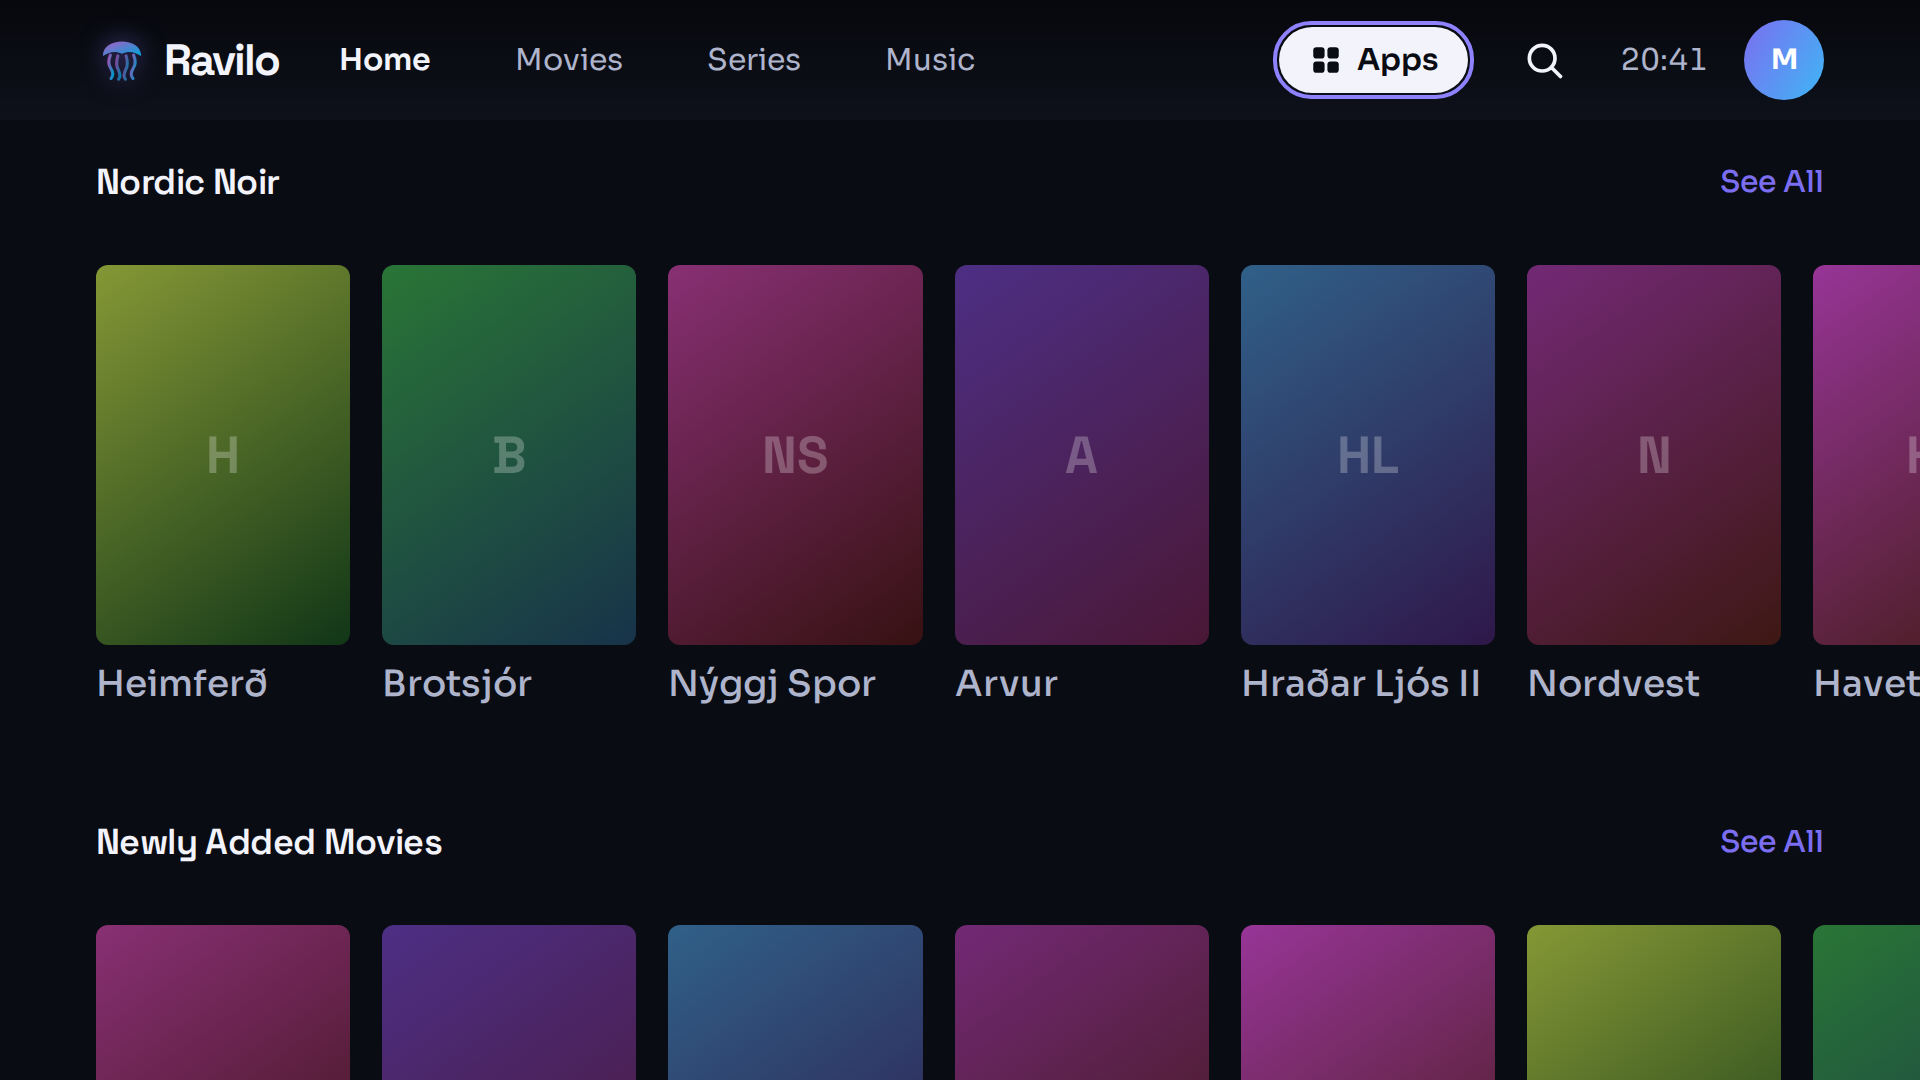 Ravilo
Home
Movies
Series
Music
Apps
20:41
M
Nordic Noir
See All
H
B
NS
A
HL
N
Heimferð
Brotsjór
Nýggj Spor
Arvur
Hraðar Ljós II
Nordvest
Newly Added Movies
See All